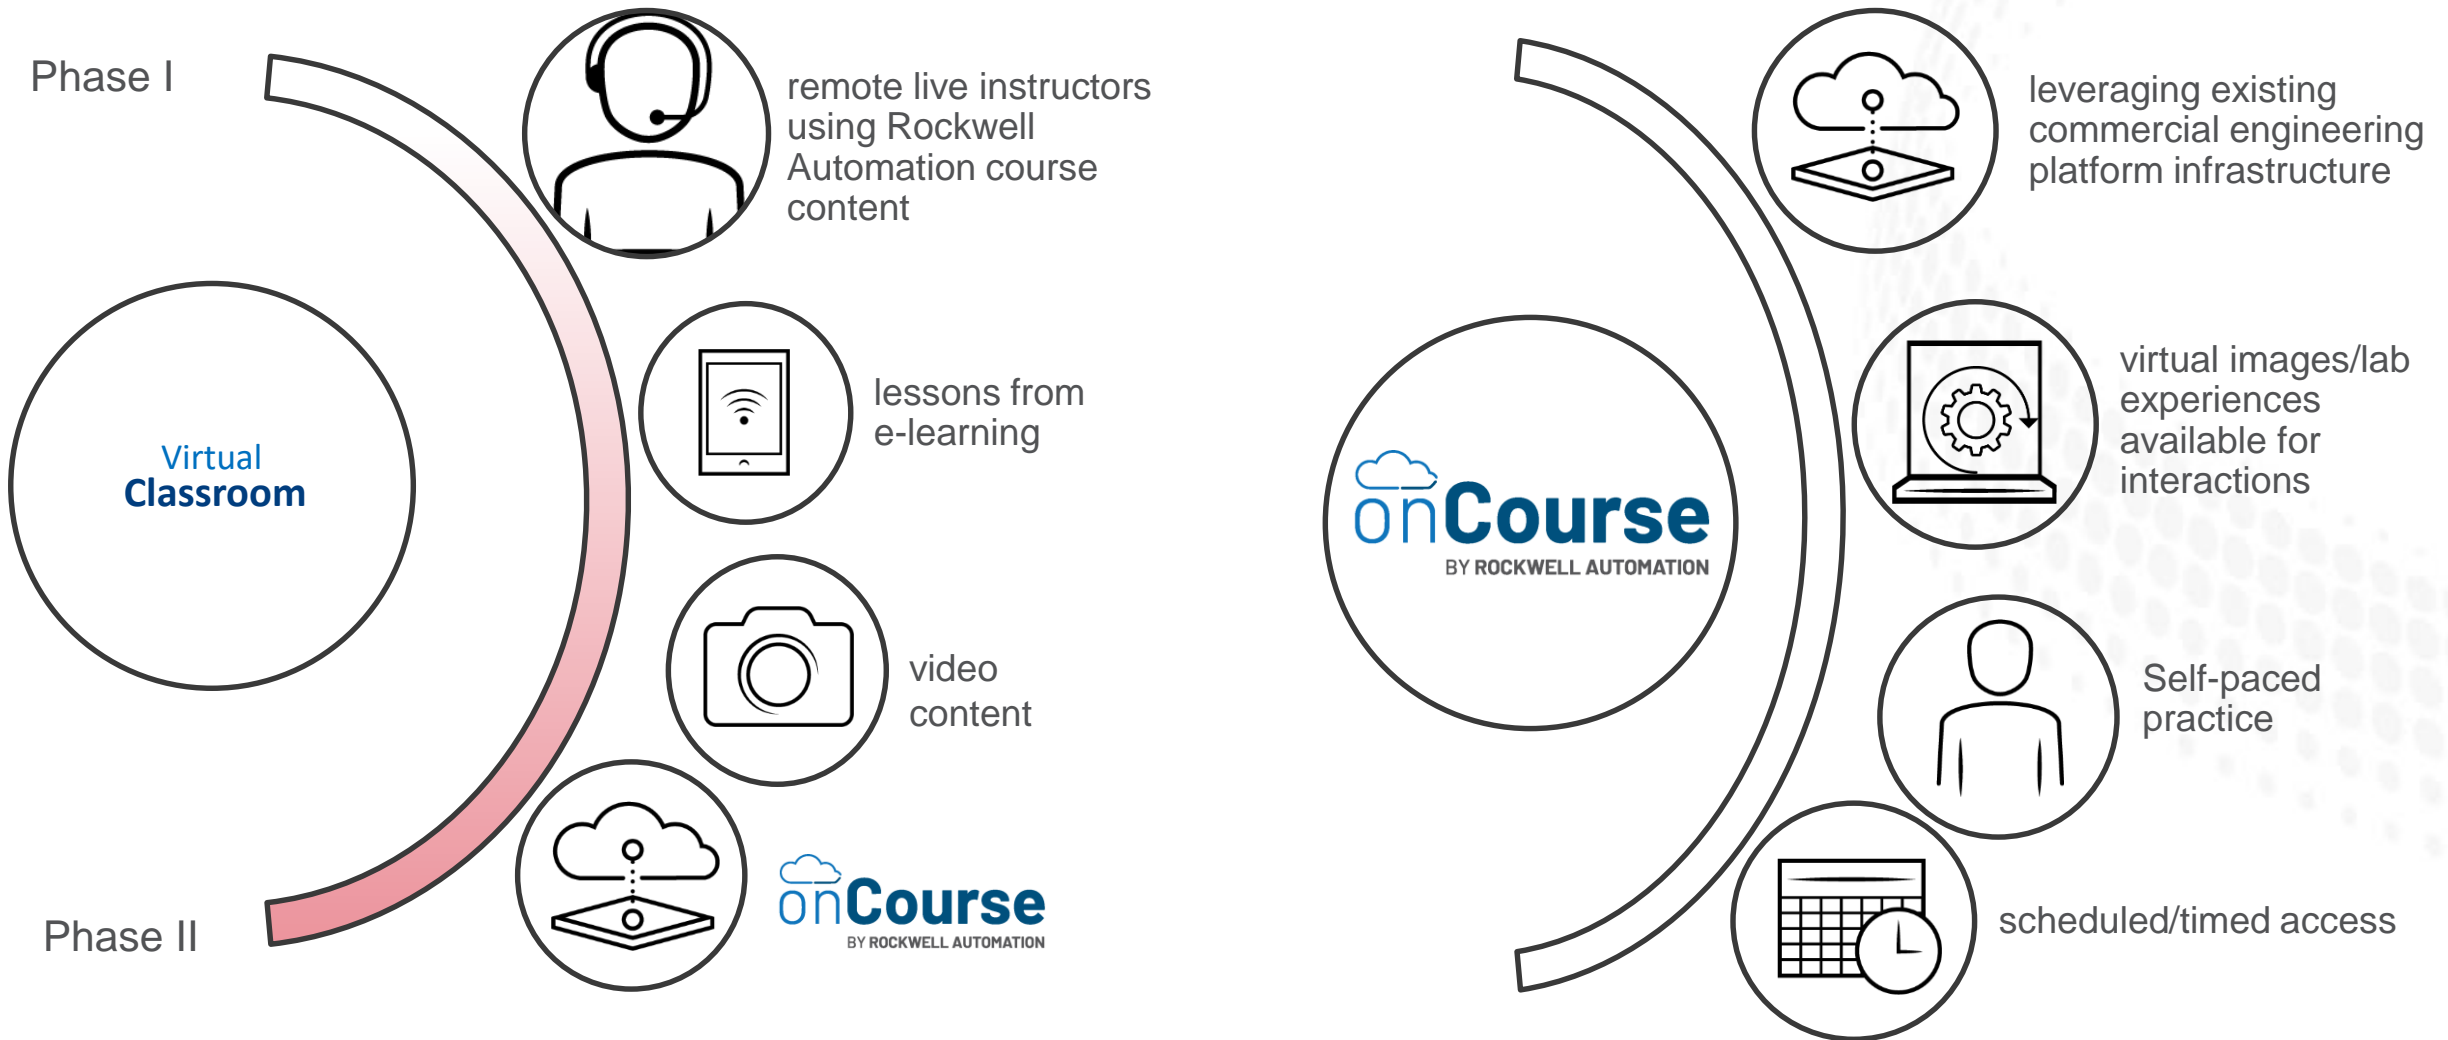 Phase I
remote live instructors
using Rockwell
Automation course
content
lessons from
e-learning
Virtual
Classroom
video
content
Phase II
onCourse
BY ROCKWELL AUTOMATION
leveraging existing
commercial engineering
platform infrastructure
virtual images/lab
experiences
available for
interactions
onCourse
BY ROCKWELL AUTOMATION
Self-paced
practice
scheduled/timed access